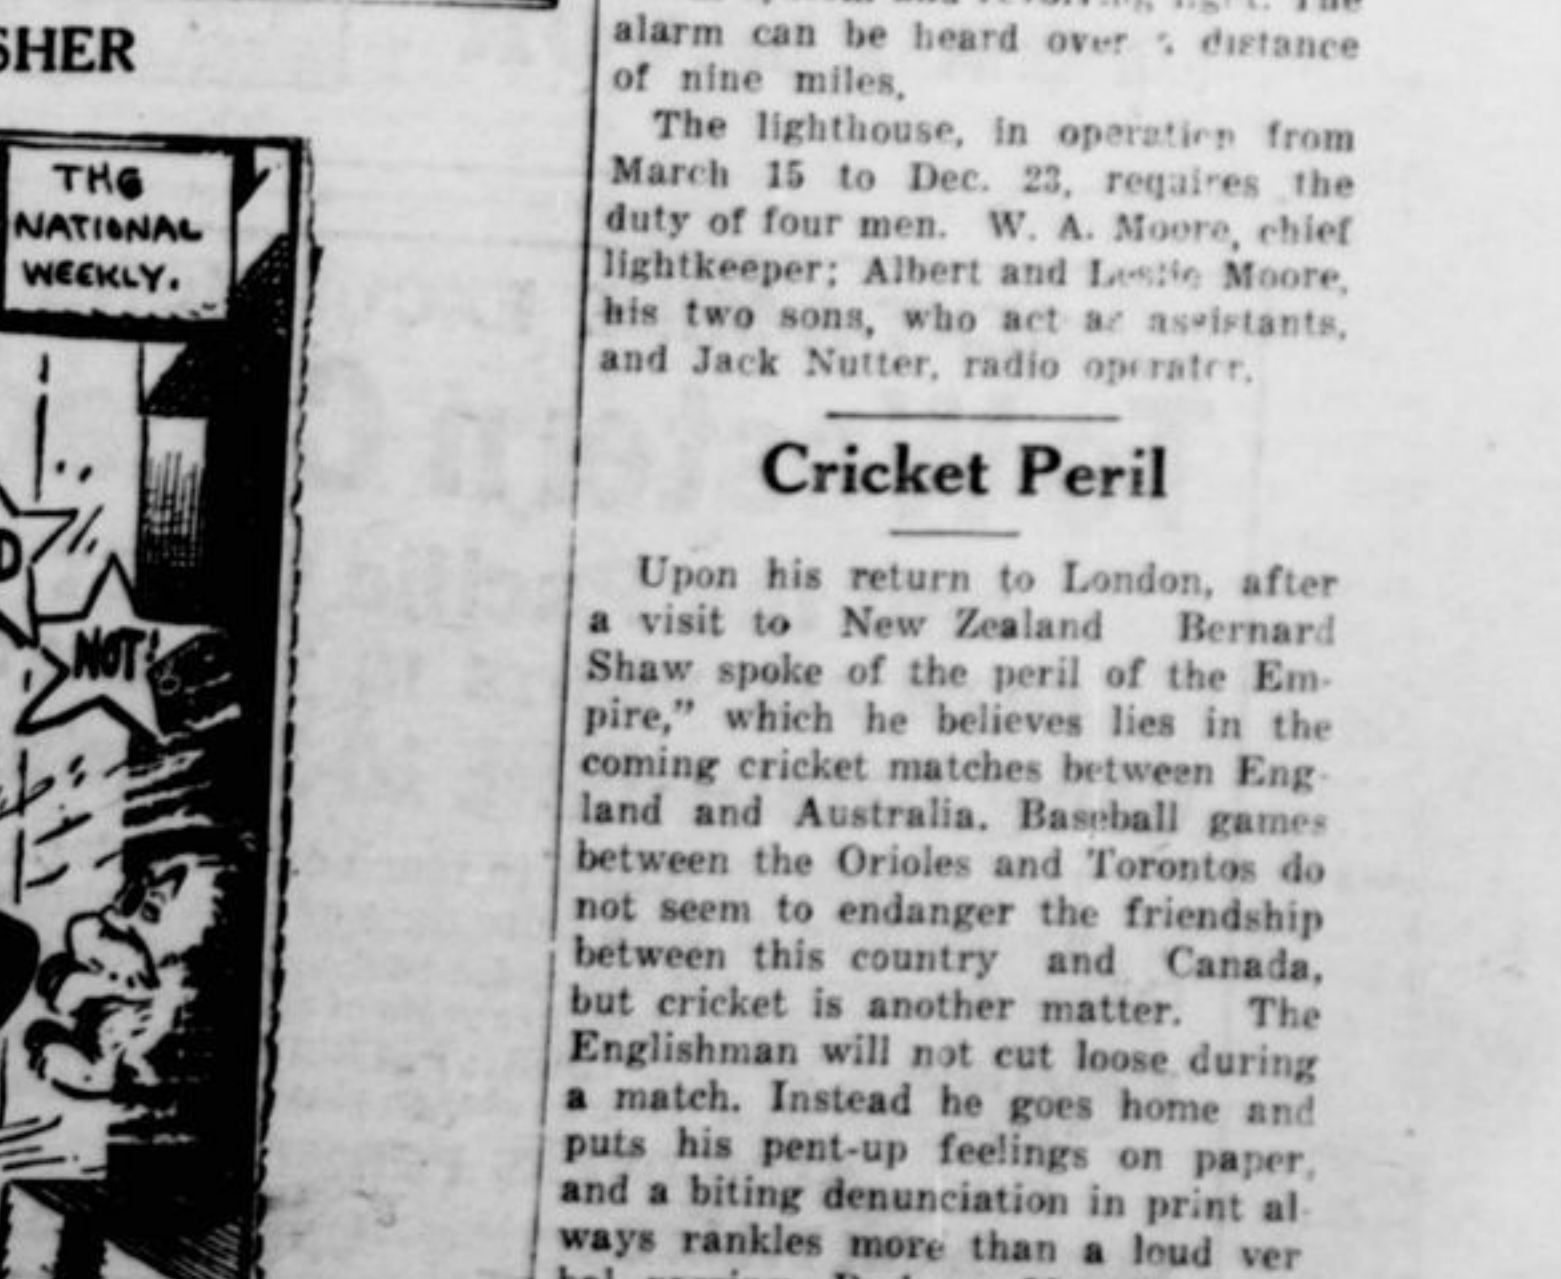 SHER
THE
NATIONAL
WEEKLY.
D
NOT!
alarm can be heard over distance
of nine miles.
The lighthouse, in operation from
March 15 to Dec. 23, requires the
duty of four men. W. A. Moore, chief
lightkeeper; Albert and Leslie Moore,
his two sons, who act as assistants,
and Jack Nutter, radio operator.
Cricket Peril
Upon his return to London, after
a visit to New Zealand Bernard
Shaw spoke of the peril of the Em-
pire,” which he believes lies in the
coming cricket matches between Eng-
land and Australia. Baseball games
between the Orioles and Torontos do
not seem to endanger the friendship
between this country and Canada,
but cricket is another matter. The
Englishman will not cut loose during
a match. Instead he goes home and
puts his pent-up feelings on paper,
and a biting denunciation in print al-
ways rankles more than a loud ver